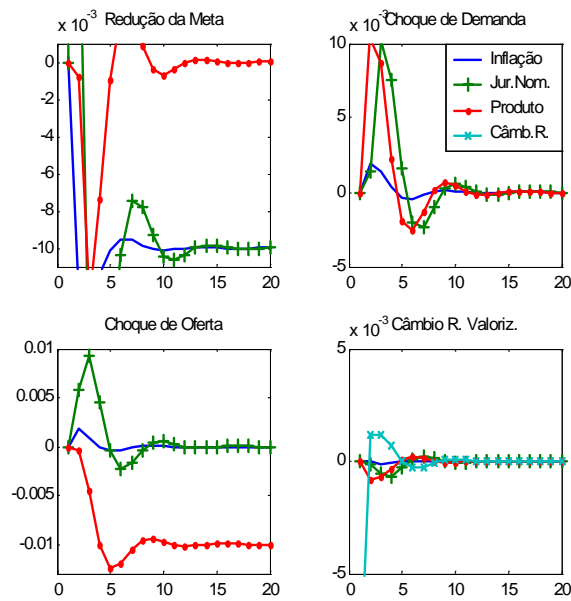 Redução da Meta
x 10⁻³
0
-2
-4
-6
-8
-10
0 5 10 15 20
Choque de Demanda
x 10⁻³
10
5
0
-5
0 5 10 15 20
Inflação
Jur.Nom.
Produto
Câmb.R.
Choque de Oferta
0.01
0.005
0
-0.005
-0.01
0 5 10 15 20
Câmbio R. Valoriz.
x 10⁻³
5
0
-5
0 5 10 15 20